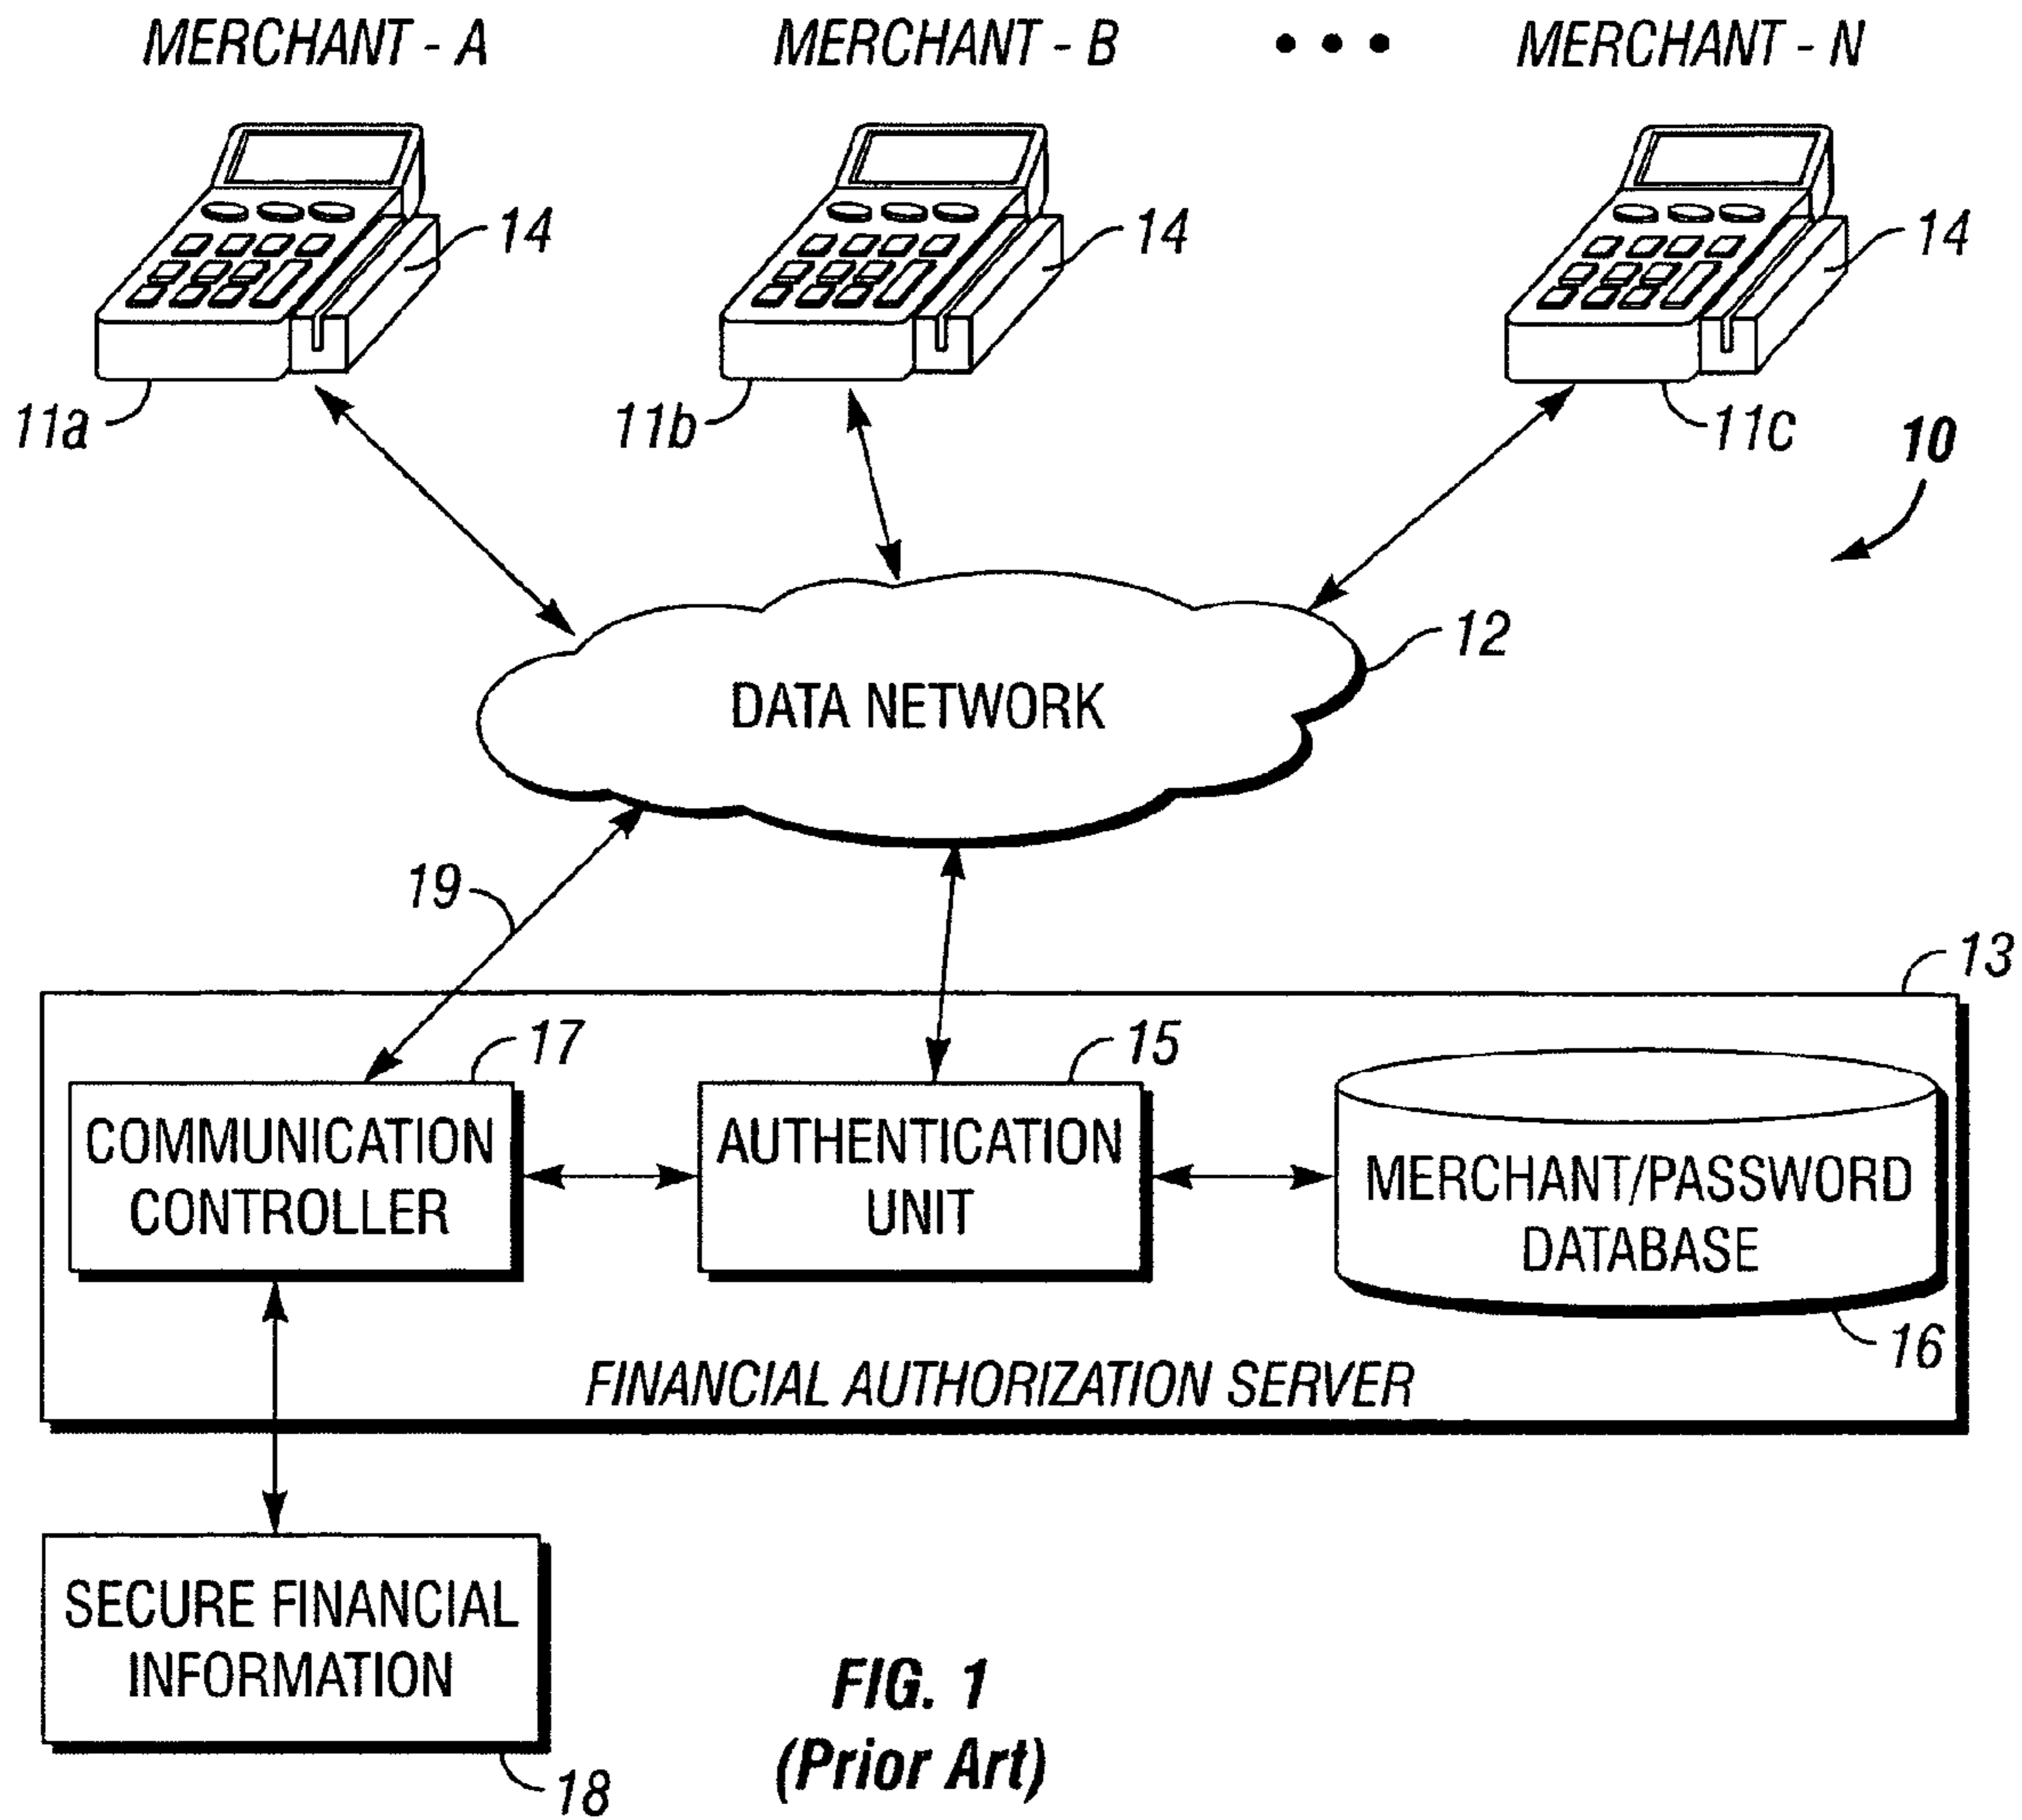 MERCHANT - A
MERCHANT - B
• • •
MERCHANT - N
14
14
14
11a
11b
11c
10
12
DATA NETWORK
19
13
17
15
COMMUNICATION
CONTROLLER
AUTHENTICATION
UNIT
MERCHANT/PASSWORD
DATABASE
16
FINANCIAL AUTHORIZATION SERVER
SECURE FINANCIAL
INFORMATION
18
FIG. 1
(Prior Art)